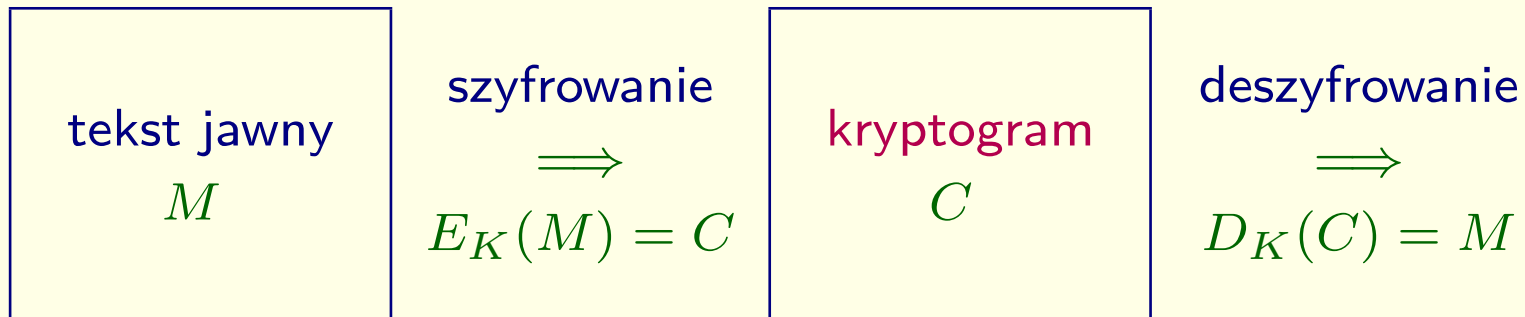 tekst jawny
M
szyfrowanie
⟹
E_K(M) = C
kryptogram
C
deszyfrowanie
⟹
D_K(C) = M